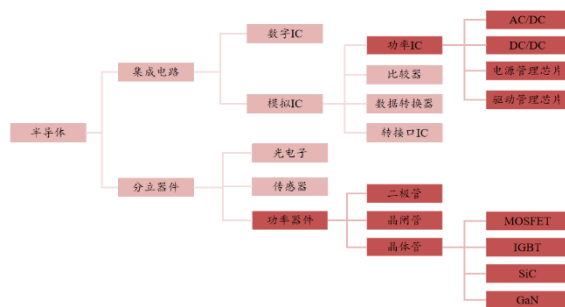 半导体
集成电路
数字IC
模拟IC
功率IC
AC/DC
DC/DC
电源管理芯片
驱动管理芯片
比较器
数据转换器
转接口IC
分立器件
光电子
传感器
功率器件
二极管
晶闸管
晶体管
MOSFET
IGBT
SiC
GaN